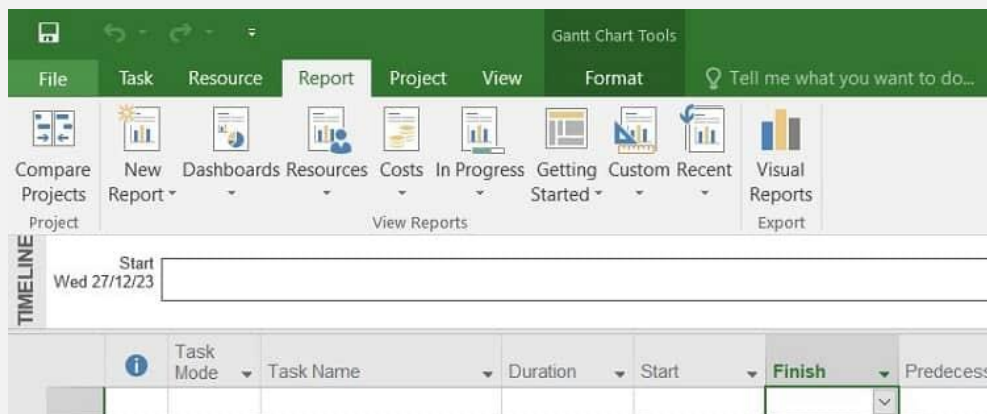 Gantt Chart Tools
File Task Resource Report Project View Format Tell me what you want to do...
Compare Projects
New Report
Dashboards
Resources
Costs
In Progress
Getting Started
Custom
Recent
Visual Reports
Project
View Reports
Export
TIMELINE
Start
Wed 27/12/23
Task Mode
Task Name
Duration
Start
Finish
Predecess